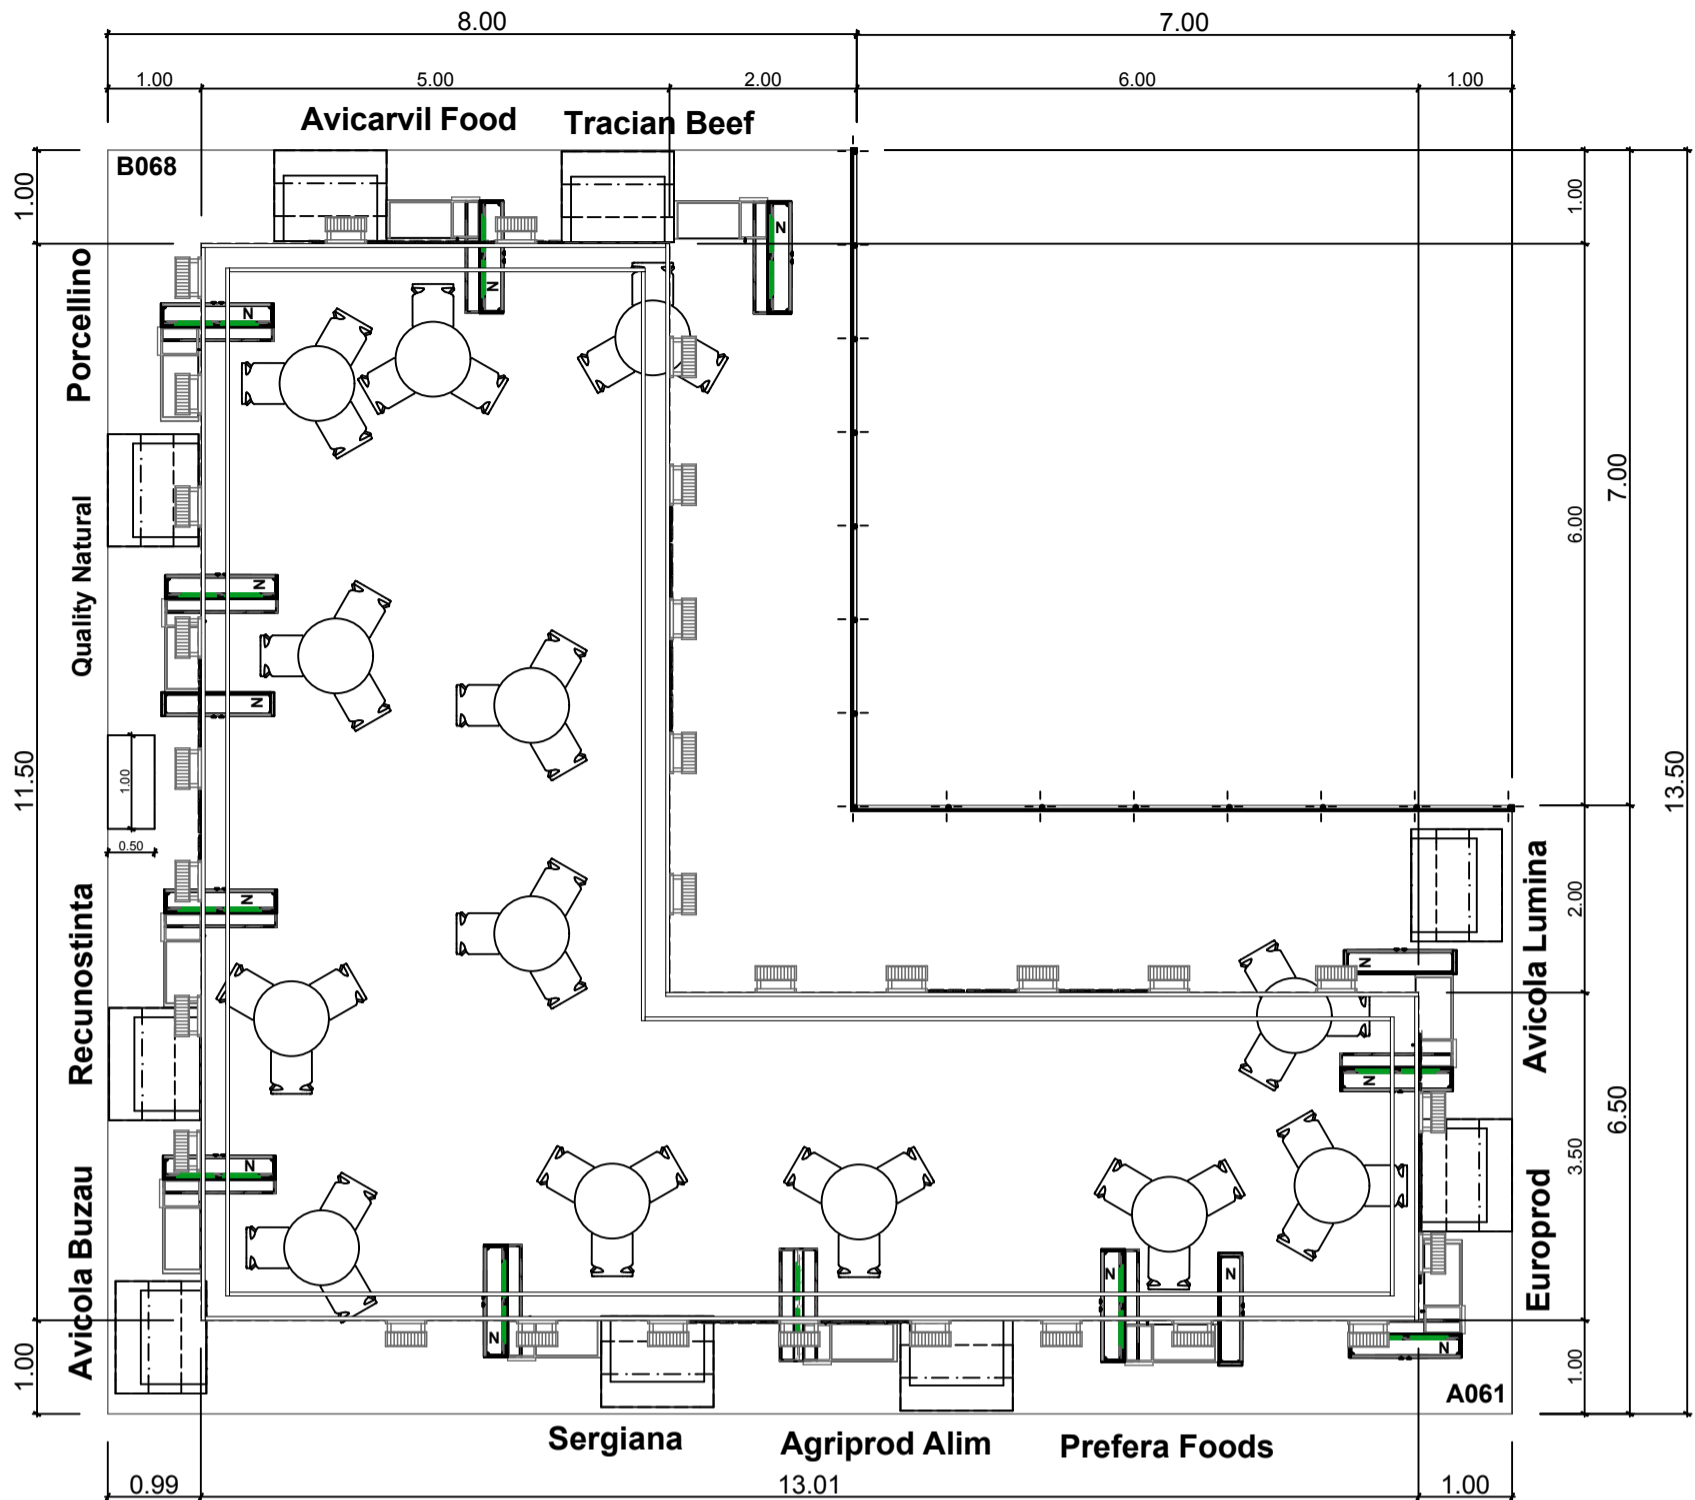 8.00
7.00
1.00
5.00
2.00
6.00
1.00
Avicarvil Food
Tracian Beef
B068
1.00
1.00
N
N
Porcellino
N
7.00
6.00
Quality Natural
N
N
11.50
1.00
13.50
0.50
Recunostinta
N
Avicola Lumina
2.00
N
N
6.50
Avicola Buzau
N
3.50
Europrod
N
N
N
N
1.00
1.00
A061
Sergiana
Agriprod Alim
Prefera Foods
0.99
13.01
1.00